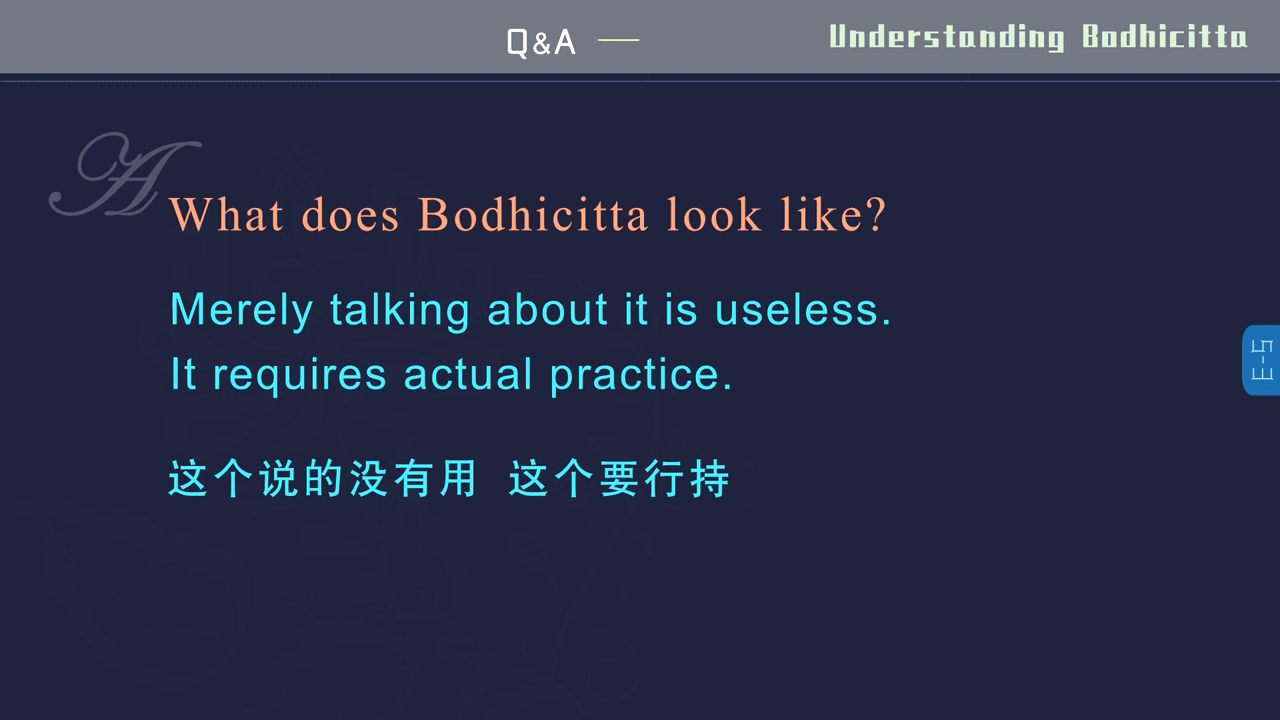 Q&A
Understanding Bodhicitta
A
What does Bodhicitta look like?
Merely talking about it is useless.
It requires actual practice.
这个说的没有用 这个要行持
E-5